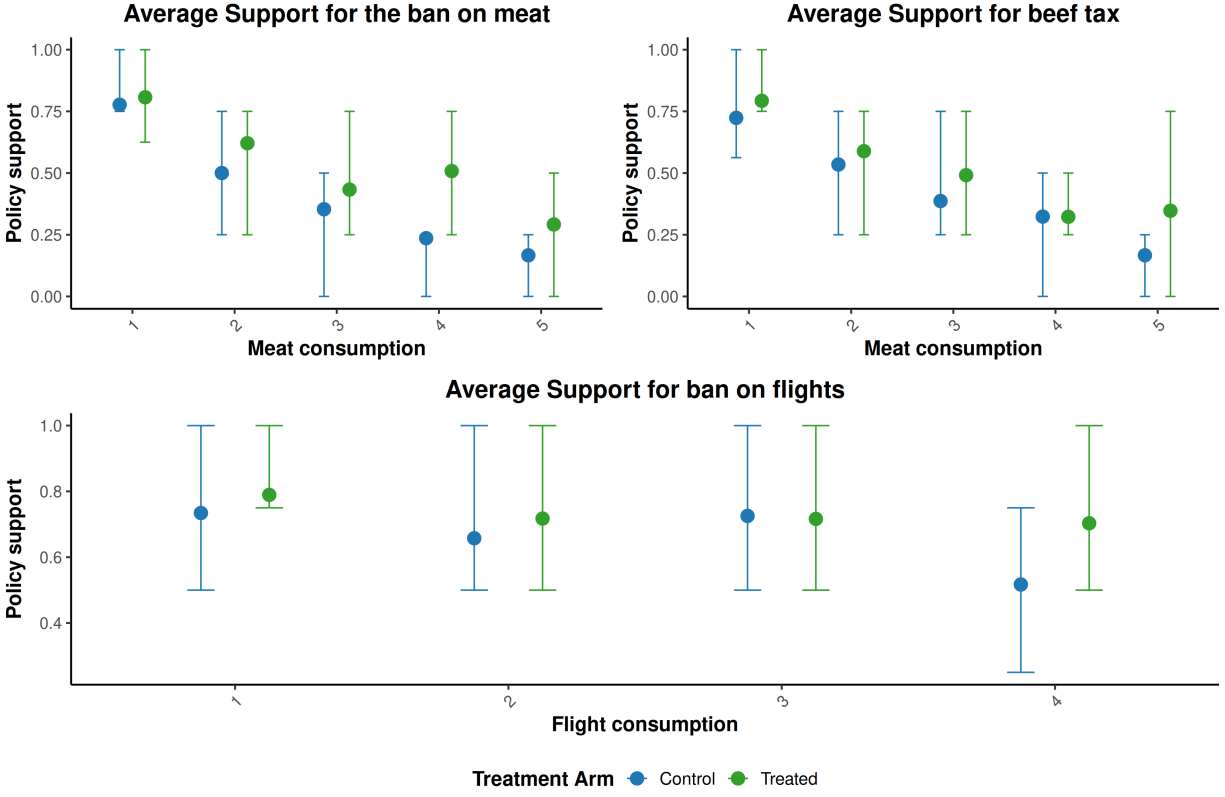 Average Support for the ban on meat
Policy support
1.00
0.75
0.50
0.25
0.00
1 2 3 4 5
Meat consumption
Average Support for beef tax
Policy support
1.00
0.75
0.50
0.25
0.00
1 2 3 4 5
Meat consumption
Average Support for ban on flights
Policy support
1.0
0.8
0.6
0.4
1 2 3 4
Flight consumption
Treatment Arm Control Treated